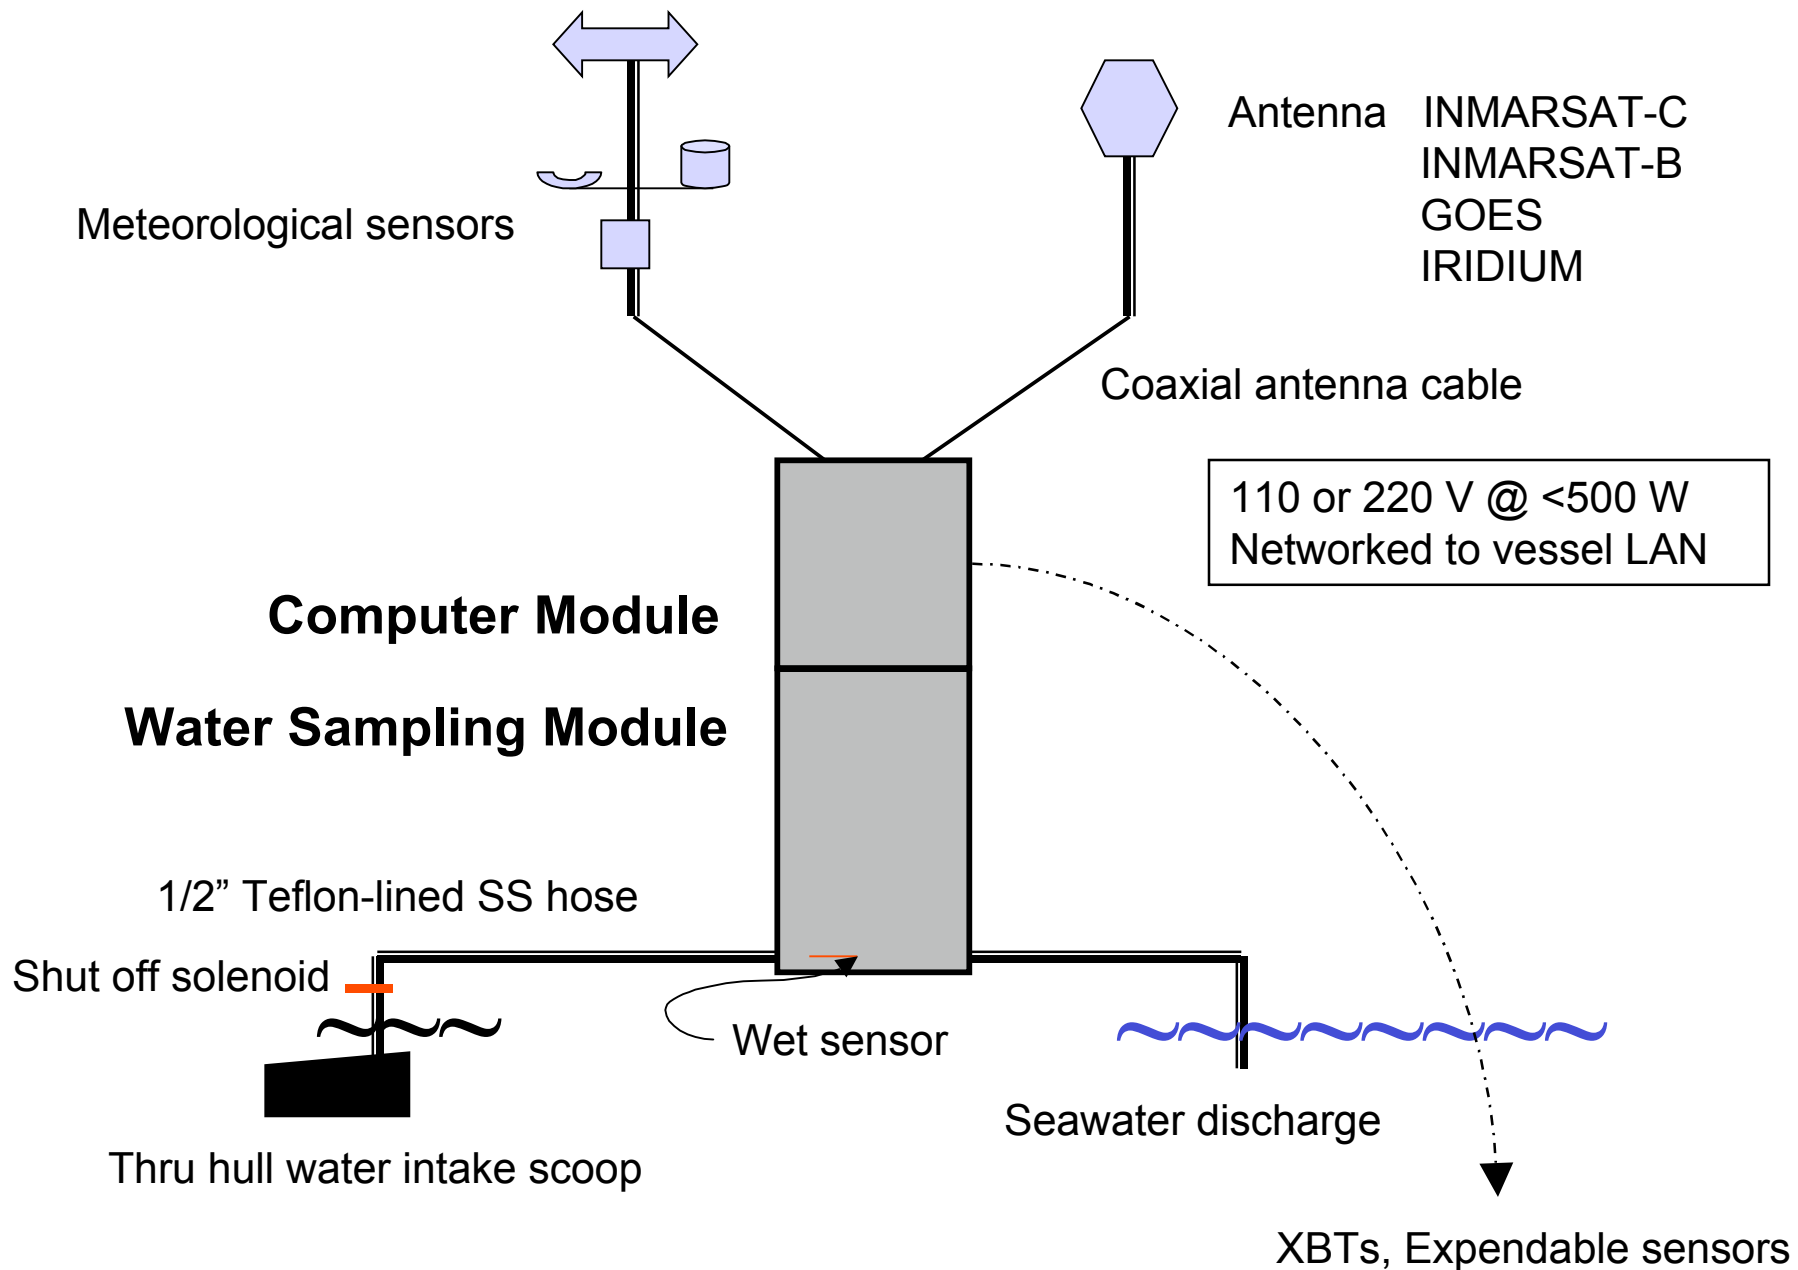 Antenna INMARSAT-C
INMARSAT-B
GOES
IRIDIUM
Meteorological sensors
Coaxial antenna cable
110 or 220 V @ <500 W
Networked to vessel LAN
Computer Module
Water Sampling Module
1/2” Teflon-lined SS hose
Shut off solenoid
Wet sensor
Seawater discharge
Thru hull water intake scoop
XBTs, Expendable sensors